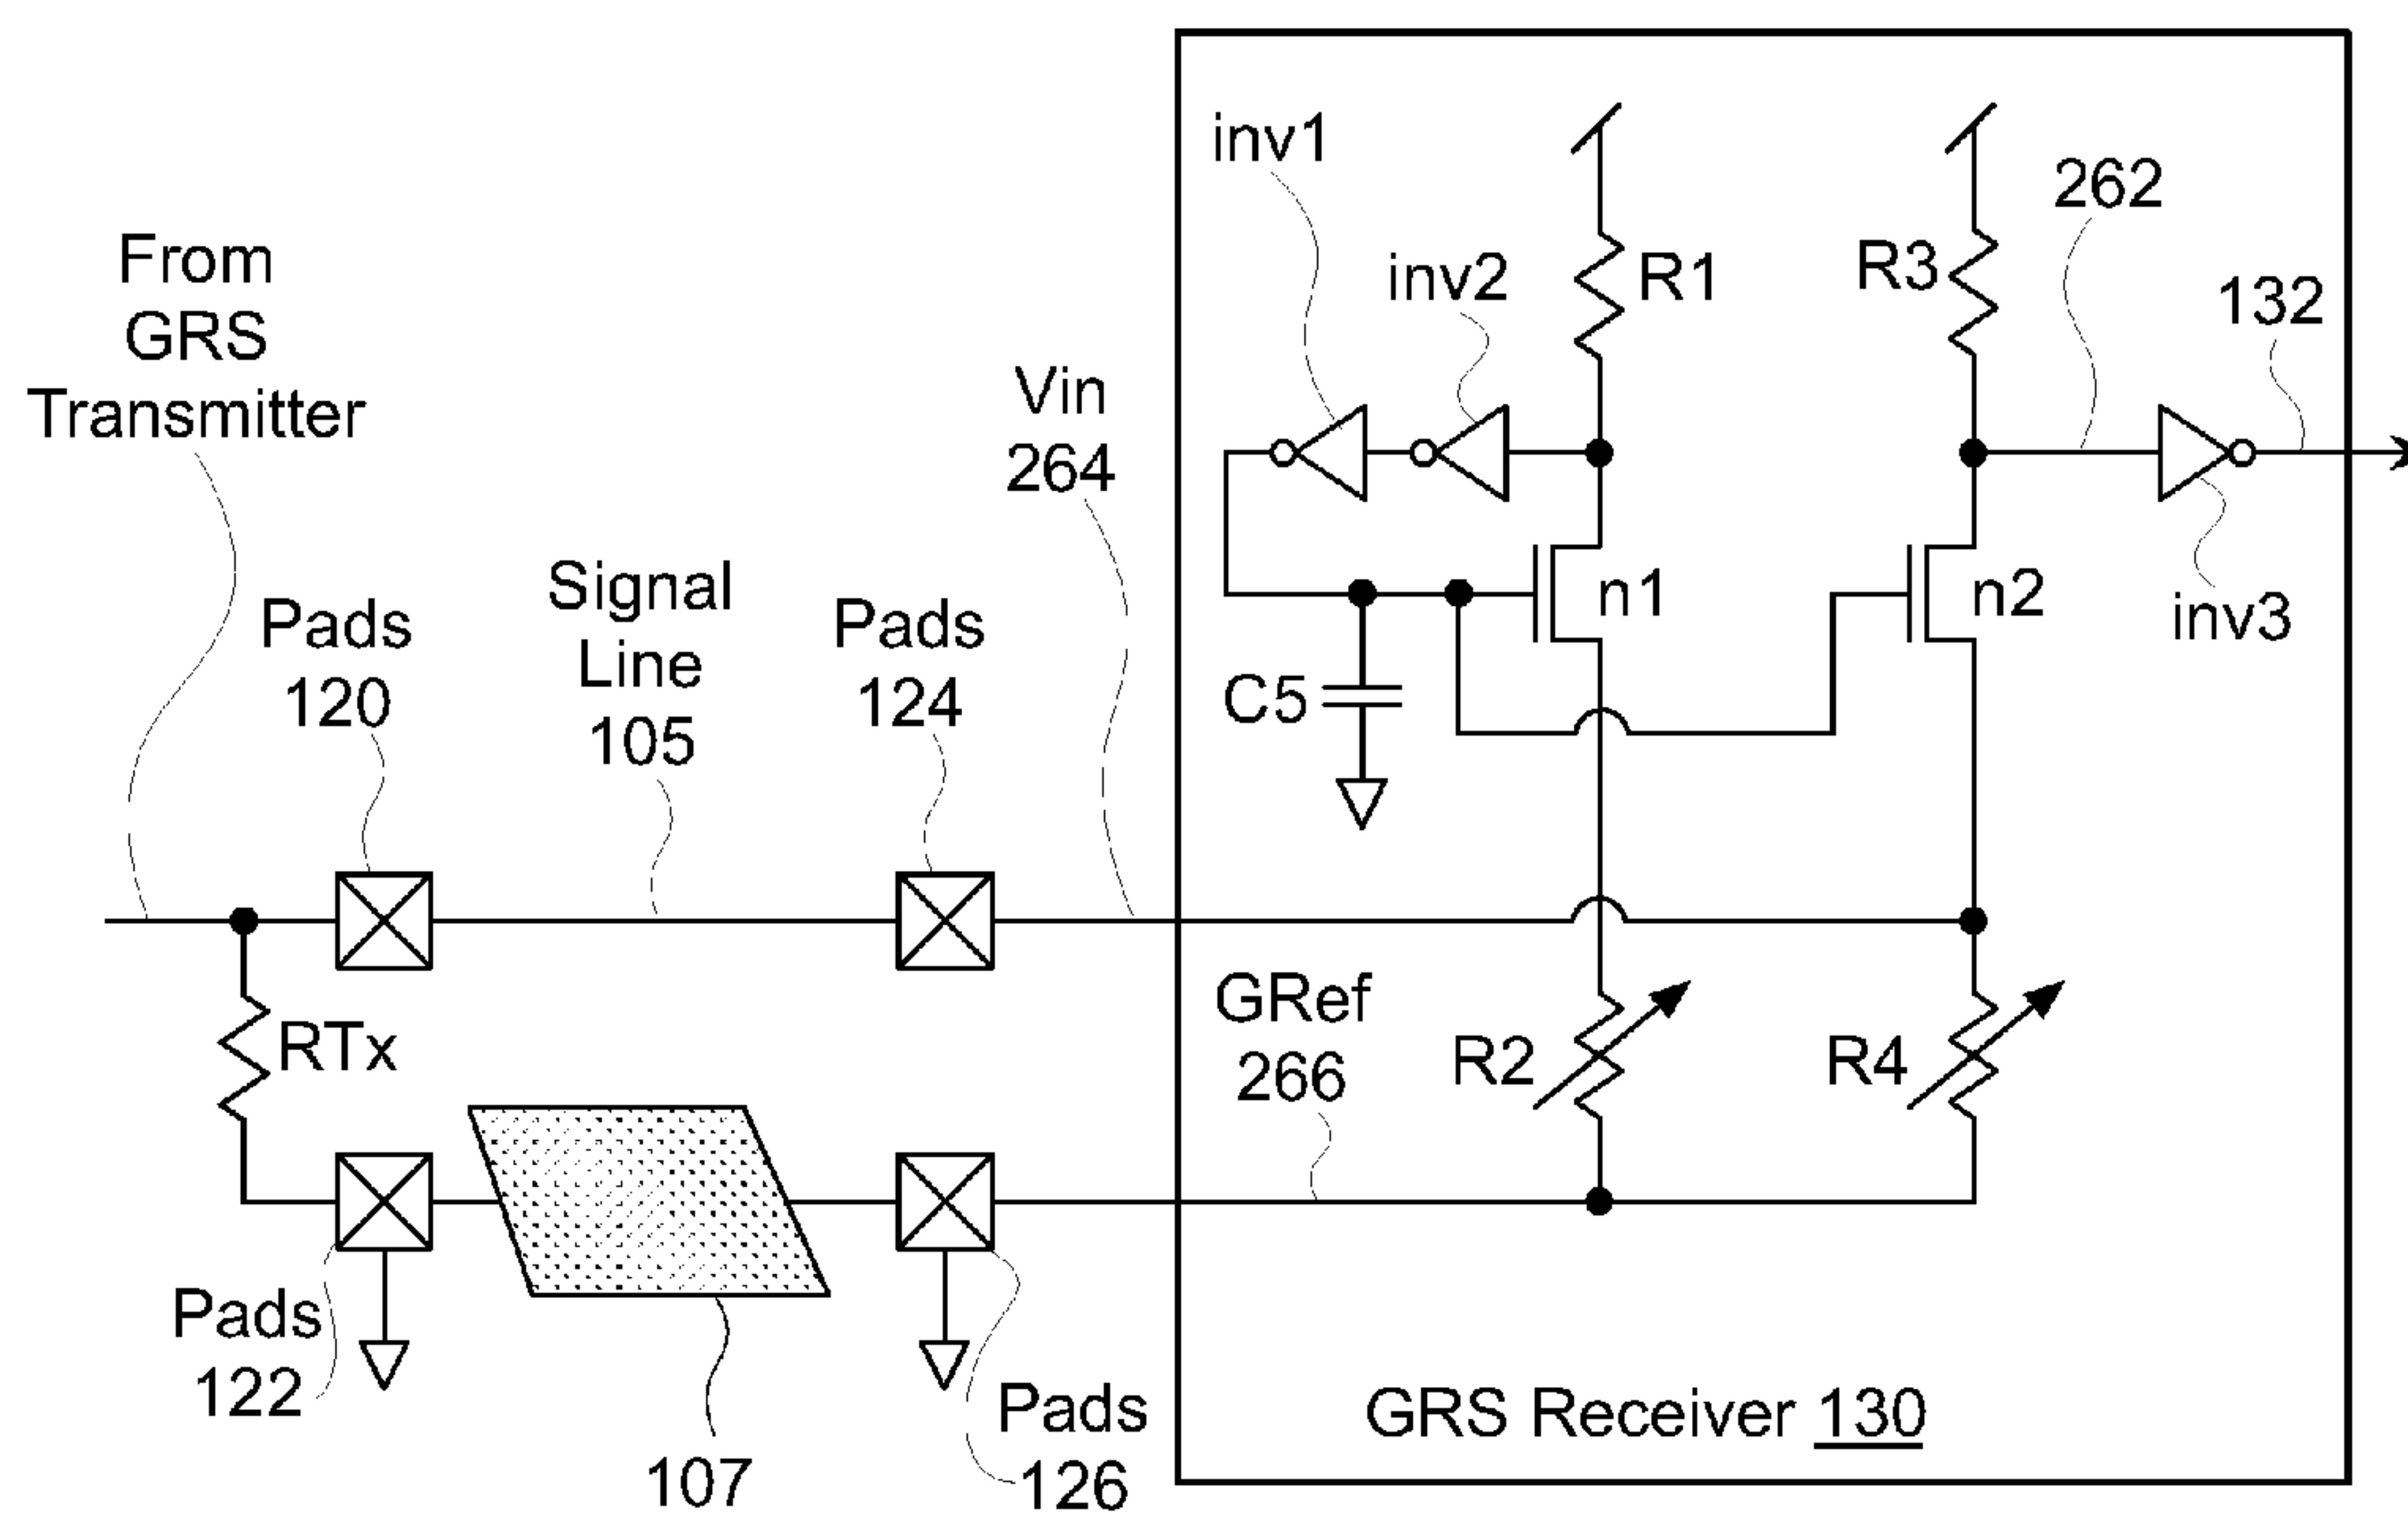 inv1
262
From
GRS
Transmitter
inv2
R1
R3
132
Vin
264
Signal
Line
105
Pads
120
Pads
124
n1
n2
inv3
C5
GRef
266
RTx
R2
R4
Pads
122
107
Pads
126
GRS Receiver 130